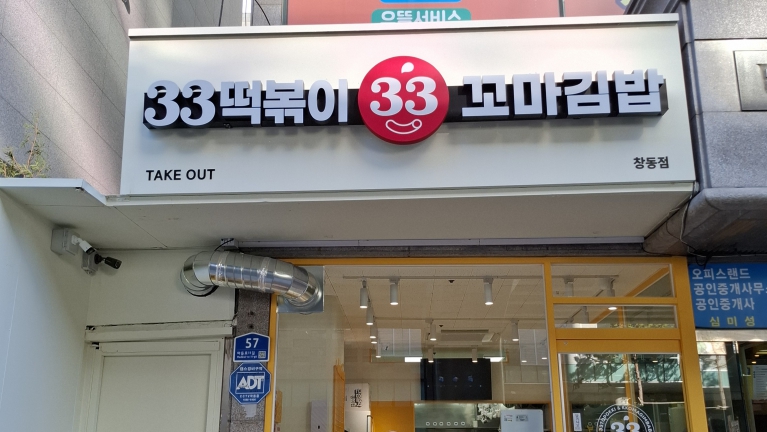 오뜰서비스
33떡볶이 33 꼬마김밥
TAKE OUT
창동점
오피스랜드
공인중개사무소
공인중개사
심미성
57
ADT
33